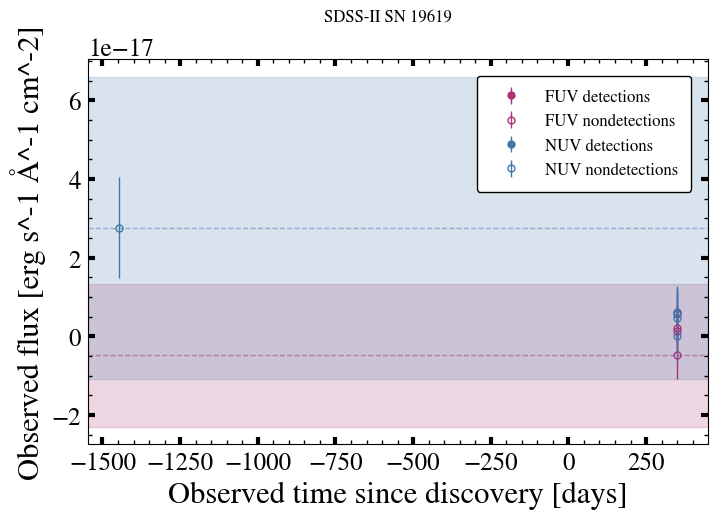 SDSS-II SN 19619
1e−17
Observed flux [erg s^-1 Å^-1 cm^-2]
6
4
2
0
−2
FUV detections
FUV nondetections
NUV detections
NUV nondetections
−1500 −1250 −1000 −750 −500 −250 0 250
Observed time since discovery [days]